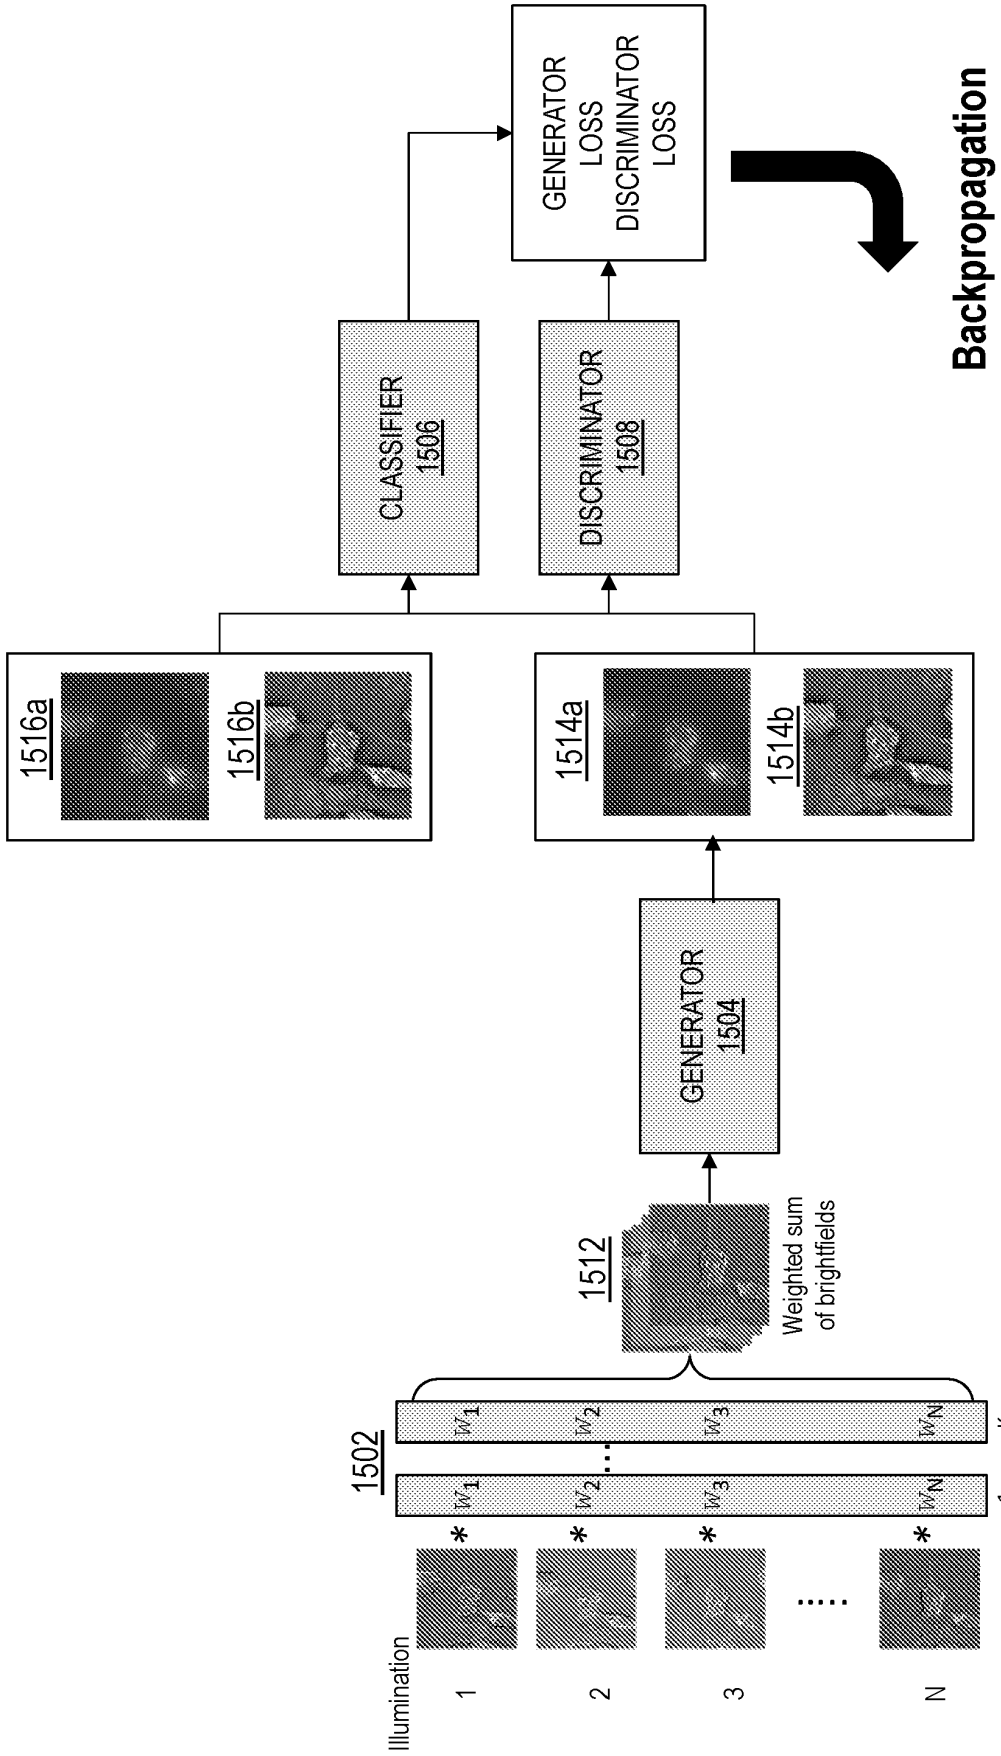 Illumination
1
2
3
N
*
*
*
*
1502
W1
W2
W3
WN
W1
W2
W3
WN
1
K
1512
Weighted sum
of brightfields
GENERATOR
1504
1516a
1516b
1514a
1514b
CLASSIFIER
1506
DISCRIMINATOR
1508
GENERATOR
LOSS
DISCRIMINATOR
LOSS
Backpropagation